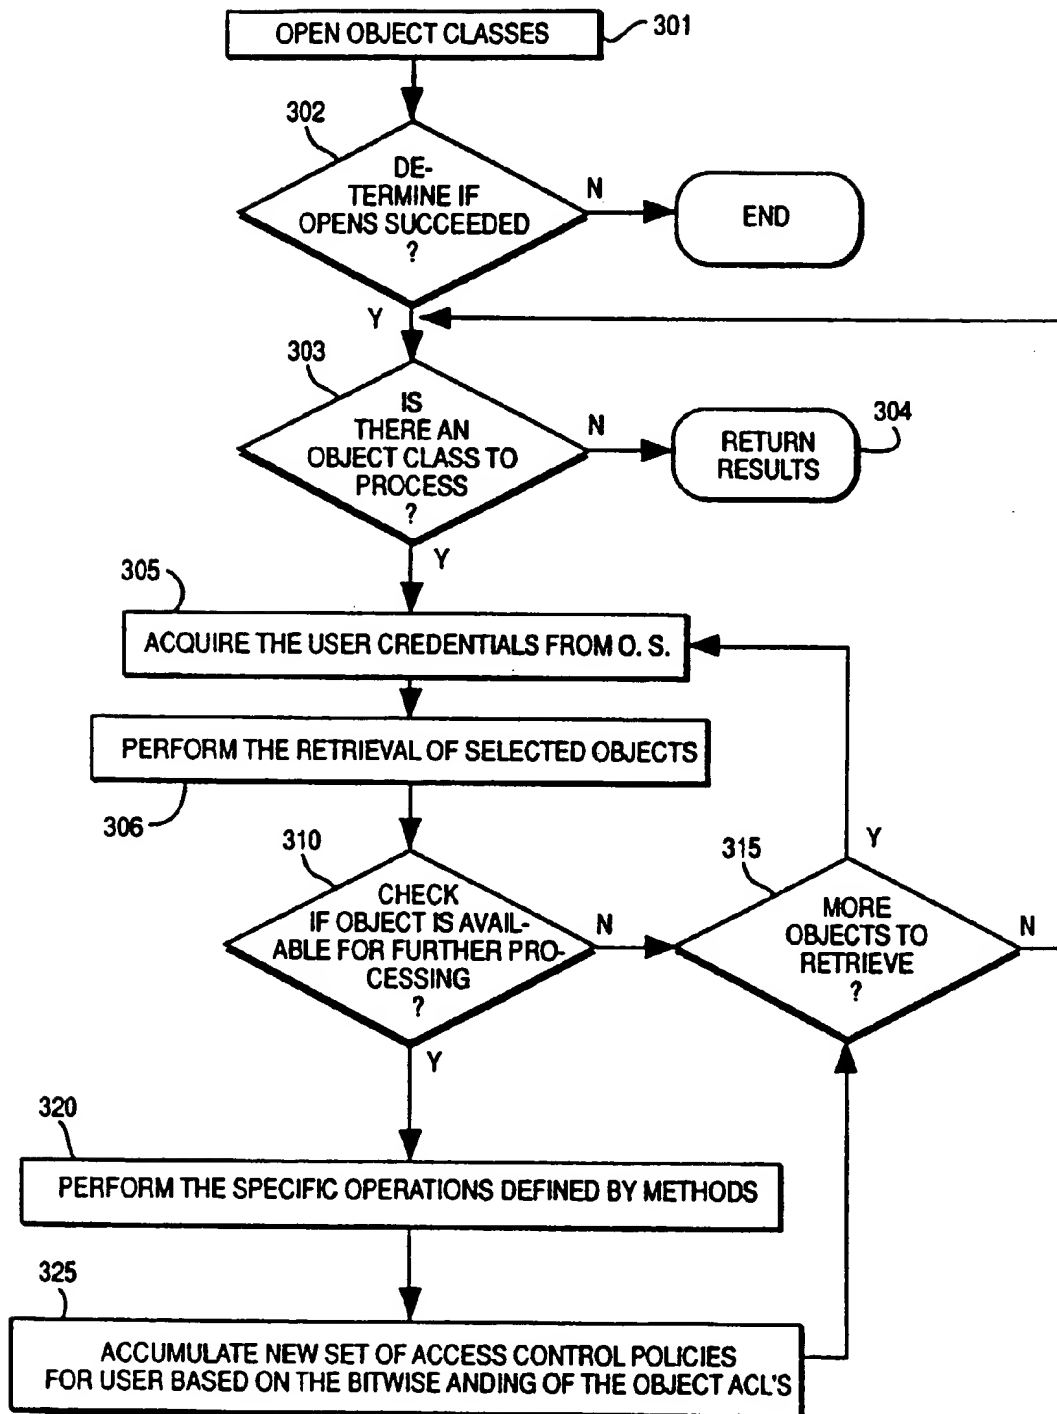 OPEN OBJECT CLASSES
301
302
DE-
TERMINE IF
OPENS SUCCEEDED
?
N
END
Y
303
IS
THERE AN
OBJECT CLASS TO
PROCESS
?
N
RETURN
RESULTS
304
Y
305
ACQUIRE THE USER CREDENTIALS FROM O. S.
PERFORM THE RETRIEVAL OF SELECTED OBJECTS
306
310
CHECK
IF OBJECT IS AVAIL-
ABLE FOR FURTHER PRO-
CESSING
?
N
Y
315
MORE
OBJECTS TO
RETRIEVE
?
Y
N
320
PERFORM THE SPECIFIC OPERATIONS DEFINED BY METHODS
325
ACCUMULATE NEW SET OF ACCESS CONTROL POLICIES
FOR USER BASED ON THE BITWISE ANDING OF THE OBJECT ACL'S